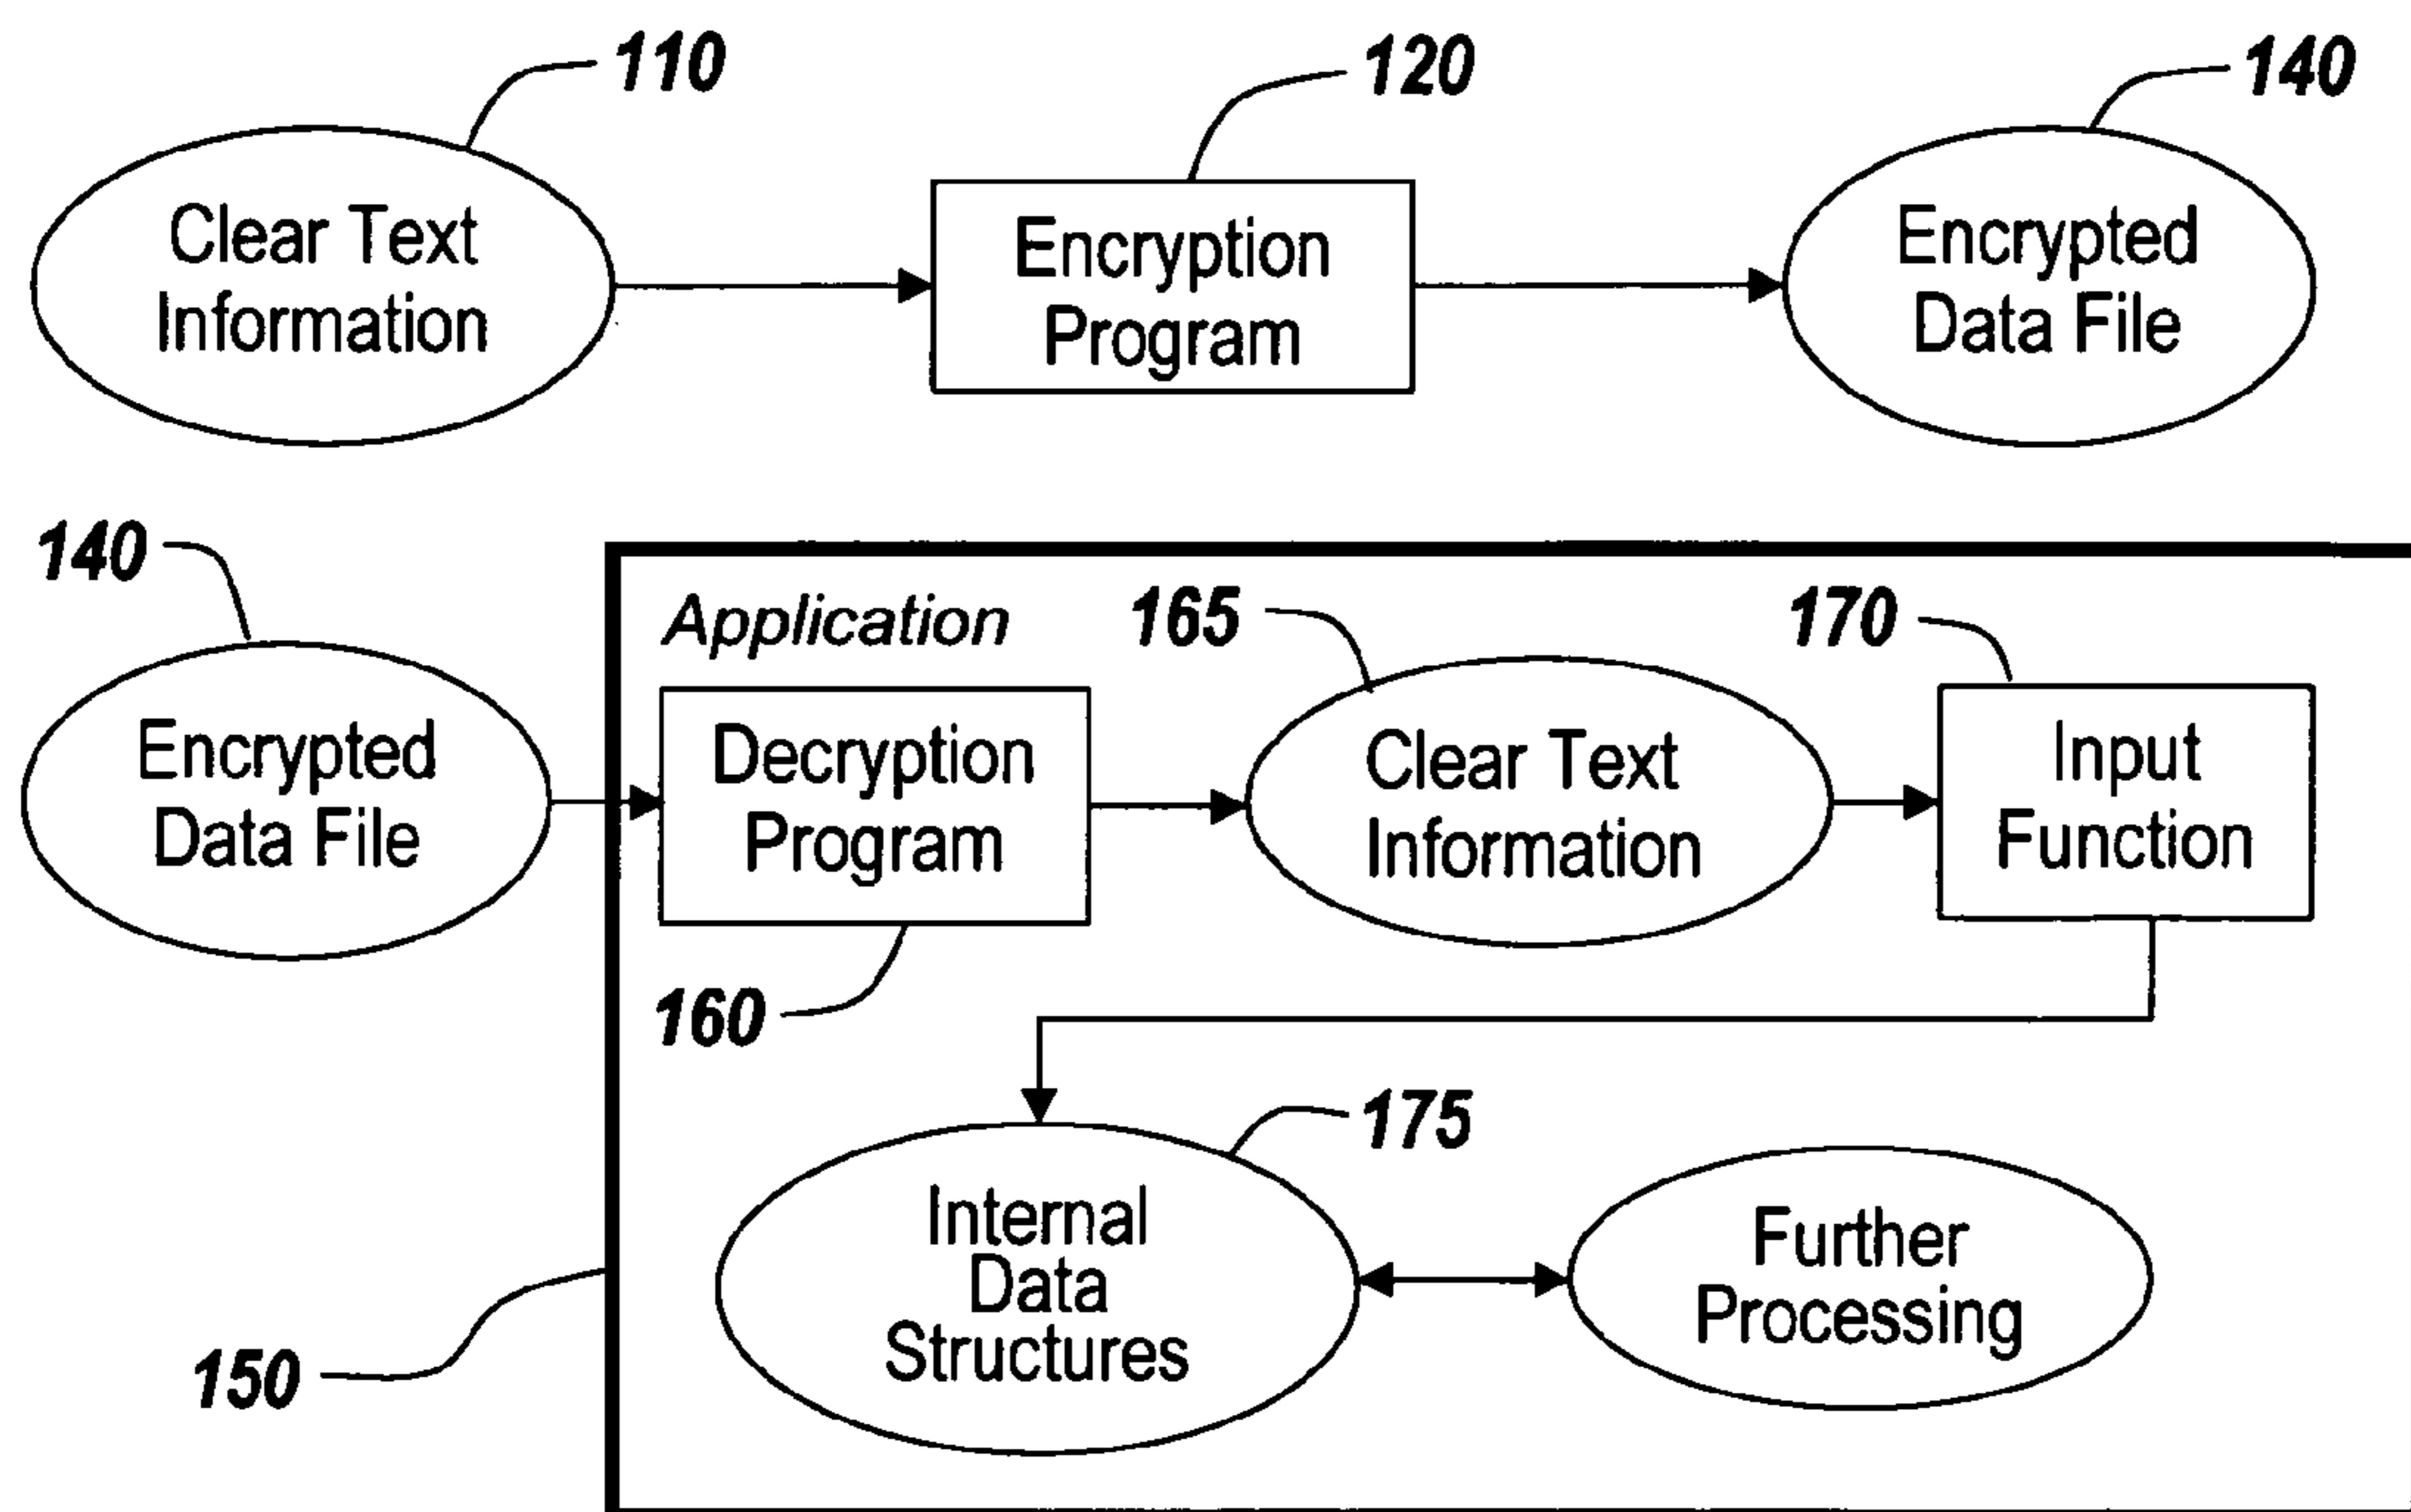 110
120
140
Clear Text
Information
Encryption
Program
Encrypted
Data File
140
Application
165
170
Encrypted
Data File
Decryption
Program
Clear Text
Information
Input
Function
160
175
Internal
Data
Structures
Further
Processing
150